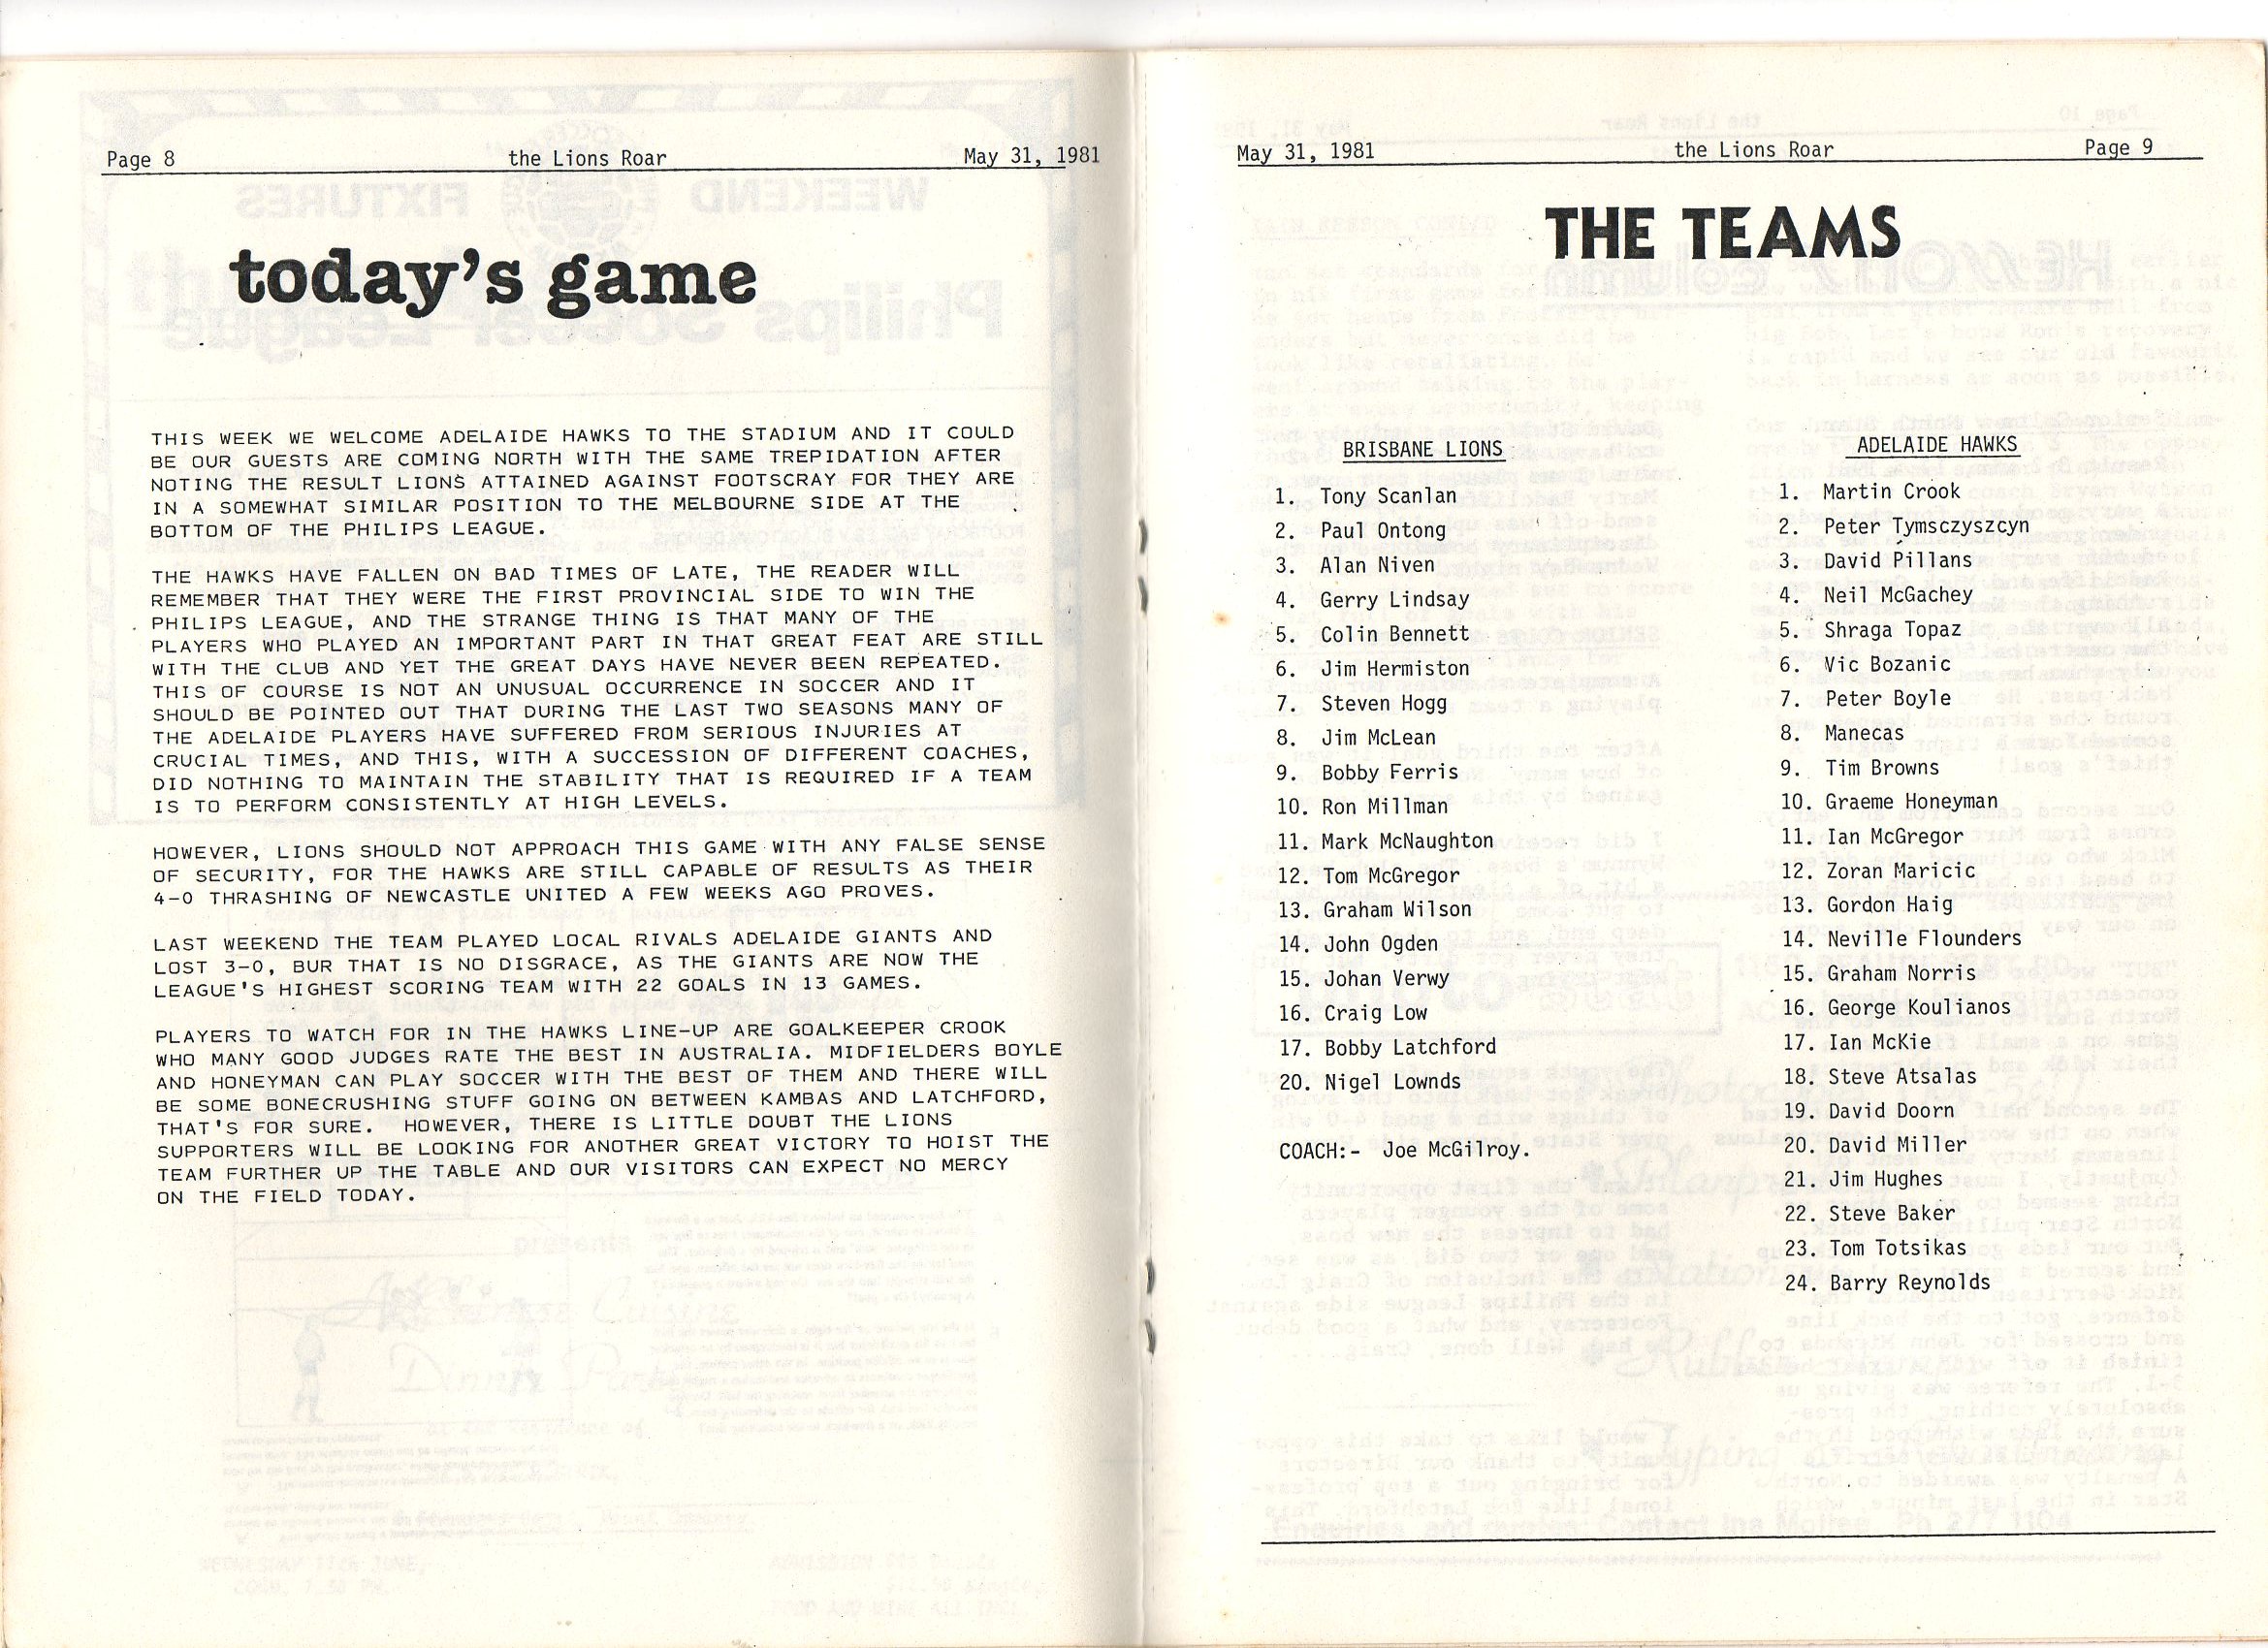 Page 8 the Lions Roar May 31, 1981
today's game
THIS WEEK WE WELCOME ADELAIDE HAWKS TO THE STADIUM AND IT COULD
BE OUR GUESTS ARE COMING NORTH WITH THE SAME TREPIDATION AFTER
NOTING THE RESULT LIONS ATTAINED AGAINST FOOTSCRAY FOR THEY ARE
IN A SOMEWHAT SIMILAR POSITION TO THE MELBOURNE SIDE AT THE
BOTTOM OF THE PHILIPS LEAGUE.
THE HAWKS HAVE FALLEN ON BAD TIMES OF LATE, THE READER WILL
REMEMBER THAT THEY WERE THE FIRST PROVINCIAL SIDE TO WIN THE
PHILIPS LEAGUE, AND THE STRANGE THING IS THAT MANY OF THE
PLAYERS WHO PLAYED AN IMPORTANT PART IN THAT GREAT FEAT ARE STILL
WITH THE CLUB AND YET THE GREAT DAYS HAVE NEVER BEEN REPEATED.
THIS OF COURSE IS NOT AN UNUSUAL OCCURRENCE IN SOCCER AND IT
SHOULD BE POINTED OUT THAT DURING THE LAST TWO SEASONS MANY OF
THE ADELAIDE PLAYERS HAVE SUFFERED FROM SERIOUS INJURIES AT
CRUCIAL TIMES, AND THIS, WITH A SUCCESSION OF DIFFERENT COACHES,
DID NOTHING TO MAINTAIN THE STABILITY THAT IS REQUIRED IF A TEAM
IS TO PERFORM CONSISTENTLY AT HIGH LEVELS.
HOWEVER, LIONS SHOULD NOT APPROACH THIS GAME WITH ANY FALSE SENSE
OF SECURITY, FOR THE HAWKS ARE STILL CAPABLE OF RESULTS AS THEIR
4-0 THRASHING OF NEWCASTLE UNITED A FEW WEEKS AGO PROVES.
LAST WEEKEND THE TEAM PLAYED LOCAL RIVALS ADELAIDE GIANTS AND
LOST 3-0, BUR THAT IS NO DISGRACE, AS THE GIANTS ARE NOW THE
LEAGUE'S HIGHEST SCORING TEAM WITH 22 GOALS IN 13 GAMES.
PLAYERS TO WATCH FOR IN THE HAWKS LINE-UP ARE GOALKEEPER CROOK
WHO MANY GOOD JUDGES RATE THE BEST IN AUSTRALIA. MIDFIELDERS BOYLE
AND HONEYMAN CAN PLAY SOCCER WITH THE BEST OF THEM AND THERE WILL
BE SOME BONECRUSHING STUFF GOING ON BETWEEN KAMBAS AND LATCHFORD,
THAT'S FOR SURE. HOWEVER, THERE IS LITTLE DOUBT THE LIONS
SUPPORTERS WILL BE LOOKING FOR ANOTHER GREAT VICTORY TO HOIST THE
TEAM FURTHER UP THE TABLE AND OUR VISITORS CAN EXPECT NO MERCY
ON THE FIELD TODAY.
May 31, 1981 the Lions Roar Page 9
THE TEAMS
BRISBANE LIONS
1. Tony Scanlan
2. Paul Ontong
3. Alan Niven
4. Gerry Lindsay
5. Colin Bennett
6. Jim Hermiston
7. Steven Hogg
8. Jim McLean
9. Bobby Ferris
10. Ron Millman
11. Mark McNaughton
12. Tom McGregor
13. Graham Wilson
14. John Ogden
15. Johan Verwy
16. Craig Low
17. Bobby Latchford
20. Nigel Lownds
COACH:- Joe McGilroy.
ADELAIDE HAWKS
1. Martin Crook
2. Peter Tymsczyszcyn
3. David Pillans
4. Neil McGachey
5. Shraga Topaz
6. Vic Bozanic
7. Peter Boyle
8. Manecas
9. Tim Browns
10. Graeme Honeyman
11. Ian McGregor
12. Zoran Maricic
13. Gordon Haig
14. Neville Flounders
15. Graham Norris
16. George Koulianos
17. Ian McKie
18. Steve Atsalas
19. David Doorn
20. David Miller
21. Jim Hughes
22. Steve Baker
23. Tom Totsikas
24. Barry Reynolds